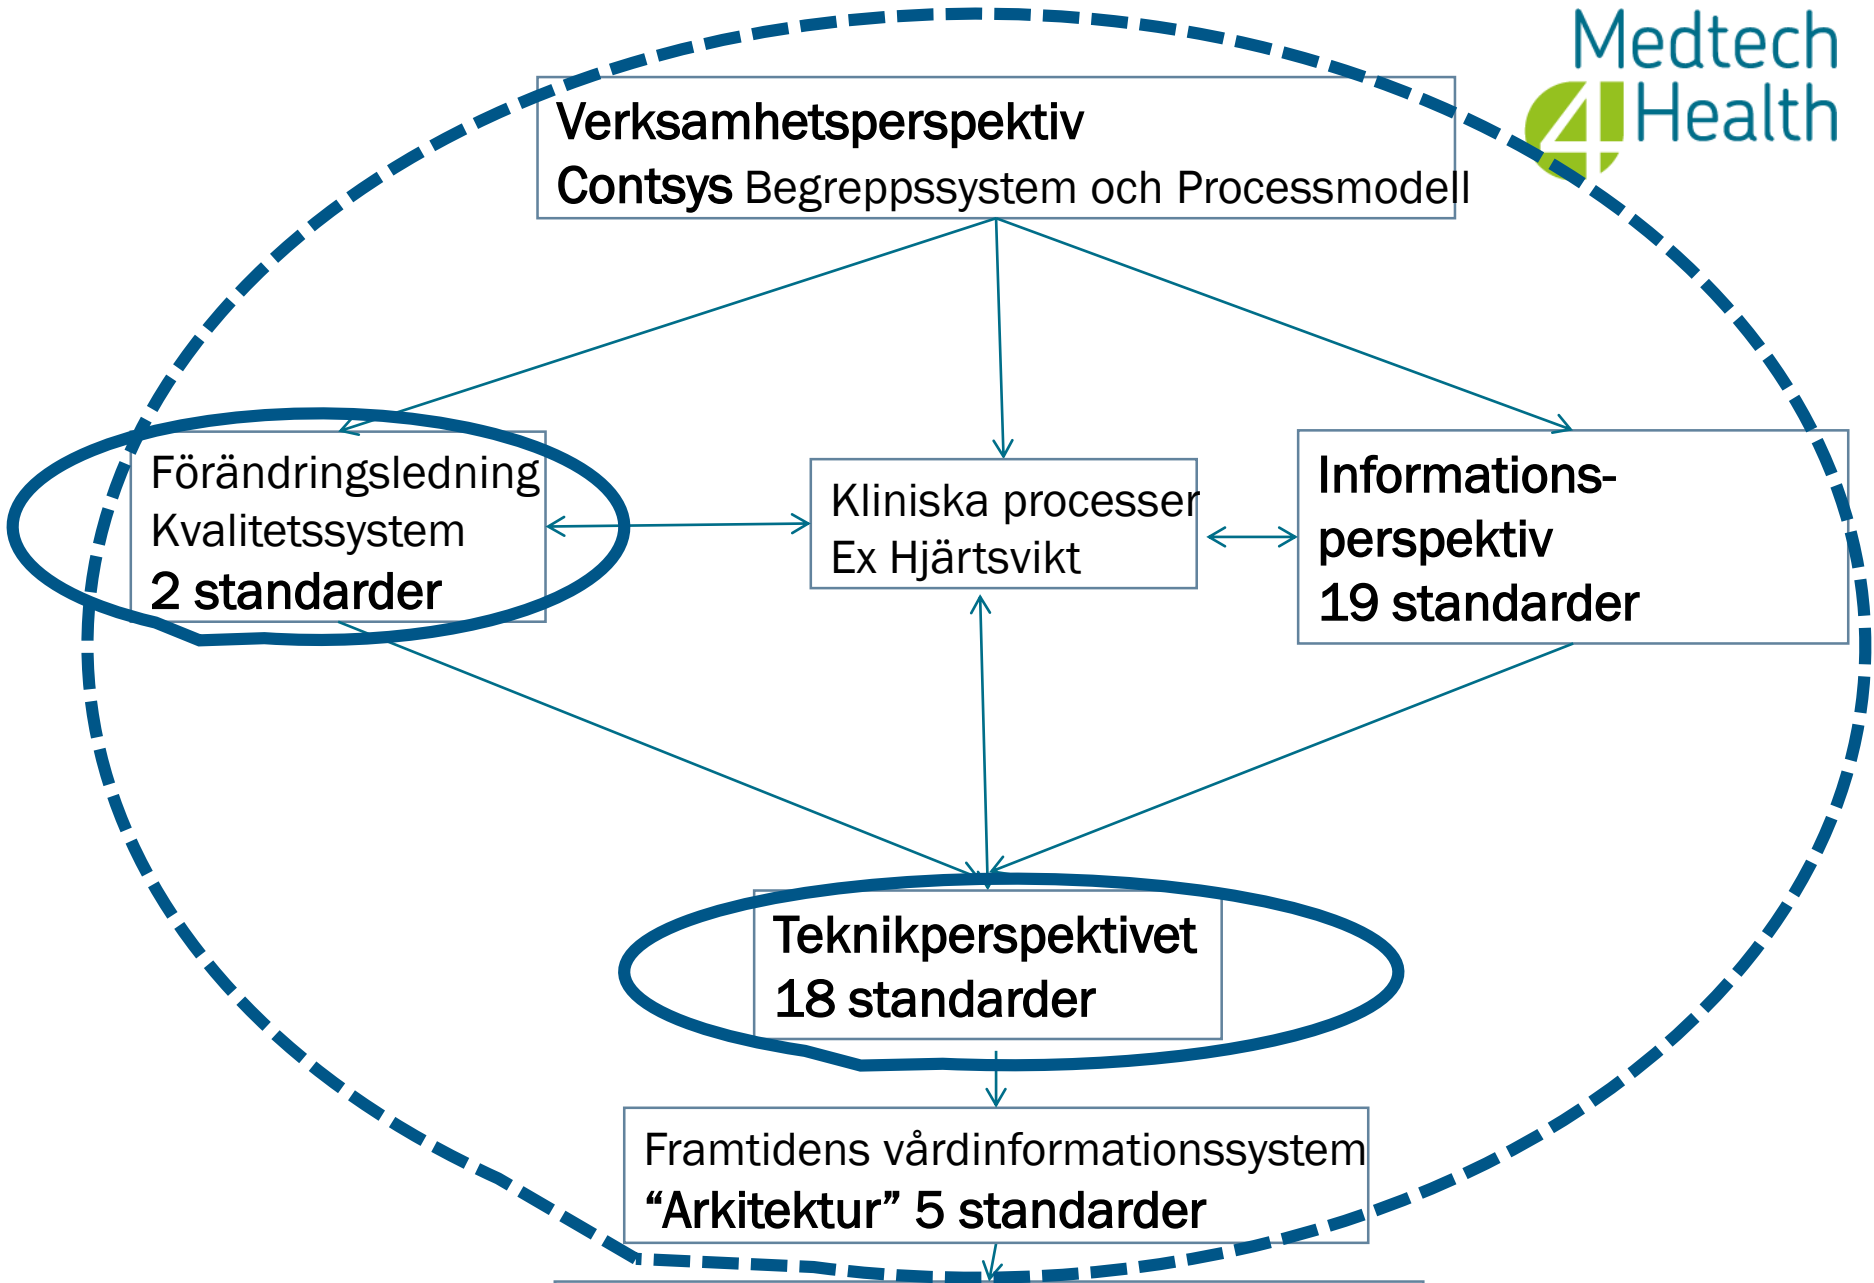 Medtech
4Health
Verksamhetsperspektiv
Contsys Begreppssystem och Processmodell
Förändringsledning
Kvalitetssystem
2 standarder
Kliniska processer
Ex Hjärtsvikt
Informations-
perspektiv
19 standarder
Teknikperspektivet
18 standarder
Framtidens vårdinformationssystem
“Arkitektur” 5 standarder